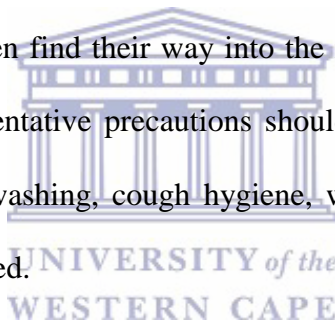 en find their way into the
entative precautions shoul
washing, cough hygiene, v
ed.
UNIVERSITY of the
WESTERN CAPE